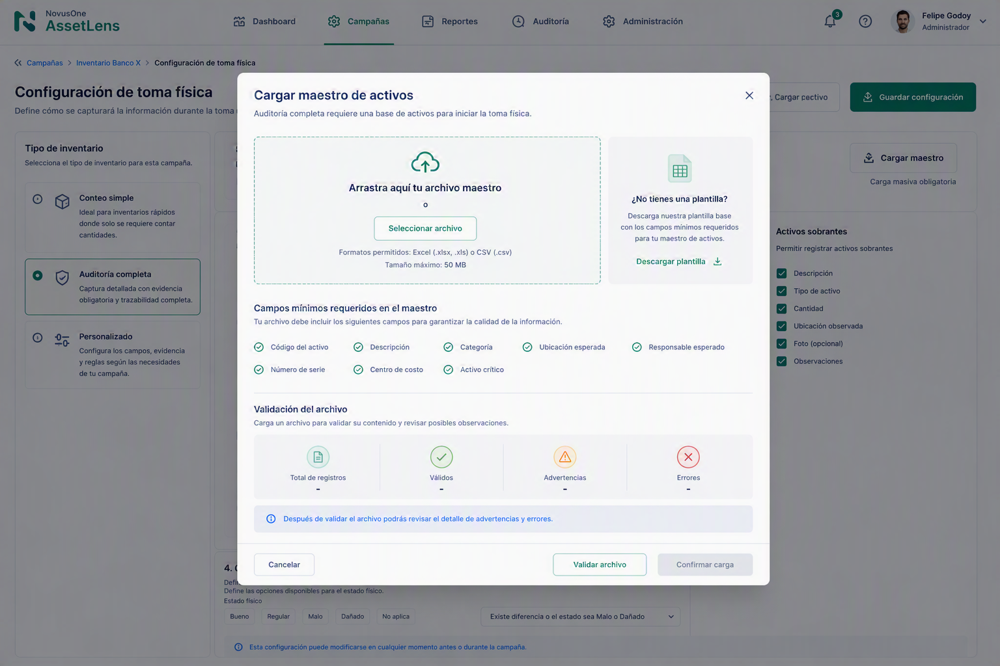 NovusOne
AssetLens
Dashboard
Campañas
Reportes
Auditoría
Administración
3
Felipe Godoy
Administrador
Campañas > Inventario Banco X > Configuración de toma física
Configuración de toma física
Define cómo se capturará la información durante la toma
Cargar pectivo
Guardar configuración
Tipo de inventario
Selecciona el tipo de inventario para esta campaña.
Conteo simple
Ideal para inventarios rápidos
donde solo se requiere contar
cantidades.
Auditoría completa
Captura detallada con evidencia
obligatoria y trazabilidad completa.
Personalizado
Configura los campos, evidencia
y reglas según las necesidades
de tu campaña.
Cargar maestro de activos
Auditoría completa requiere una base de activos para iniciar la toma física.
Arrastra aquí tu archivo maestro
o
Seleccionar archivo
Formatos permitidos: Excel (.xlsx, .xls) o CSV (.csv)
Tamaño máximo: 50 MB
¿No tienes una plantilla?
Descarga nuestra plantilla base
con los campos mínimos requeridos
para tu maestro de activos.
Descargar plantilla
Campos mínimos requeridos en el maestro
Tu archivo debe incluir los siguientes campos para garantizar la calidad de la información.
Código del activo
Descripción
Categoría
Ubicación esperada
Responsable esperado
Número de serie
Centro de costo
Activo crítico
Validación del archivo
Carga un archivo para validar su contenido y revisar posibles observaciones.
Total de registros
-
Válidos
-
Advertencias
-
Errores
-
Después de validar el archivo podrás revisar el detalle de advertencias y errores.
Cancelar
Validar archivo
Confirmar carga
Cargar maestro
Carga masiva obligatoria
Activos sobrantes
Permitir registrar activos sobrantes
Descripción
Tipo de activo
Cantidad
Ubicación observada
Foto (opcional)
Observaciones
4.
Define las opciones disponibles para el estado físico.
Estado físico
Bueno
Regular
Malo
Dañado
No aplica
Existe diferencia o el estado sea Malo o Dañado
Esta configuración puede modificarse en cualquier momento antes o durante la campaña.